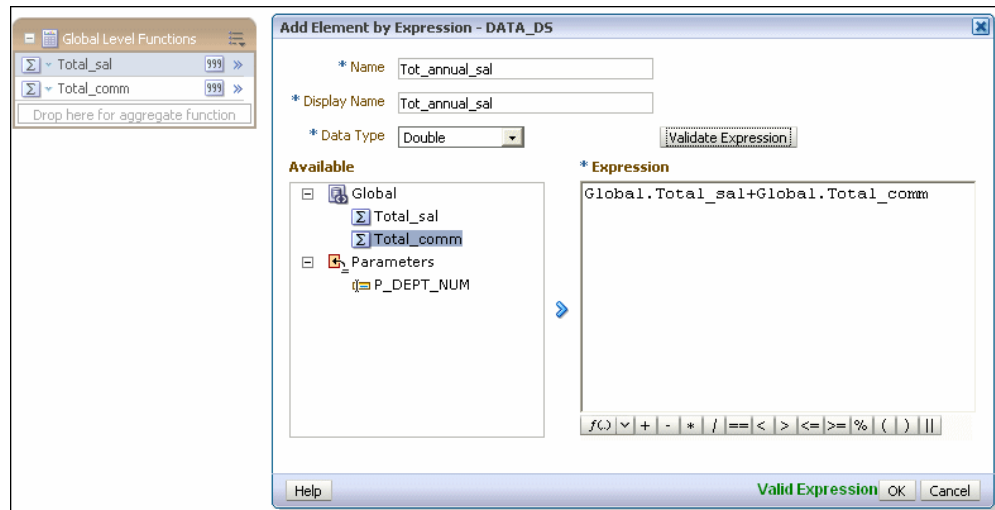 Global Level Functions
Total_sal 999
Total_comm 999
Drop here for aggregate function
Add Element by Expression - DATA_DS
* Name Tot_annual_sal
* Display Name Tot_annual_sal
* Data Type Double Validate Expression
Available
* Expression
Global
Total_sal
Total_comm
Parameters
P_DEPT_NUM
Global.Total_sal+Global.Total_comm
f(.) + - * / == < > <= >= % ( ) ||
Help Valid Expression OK Cancel